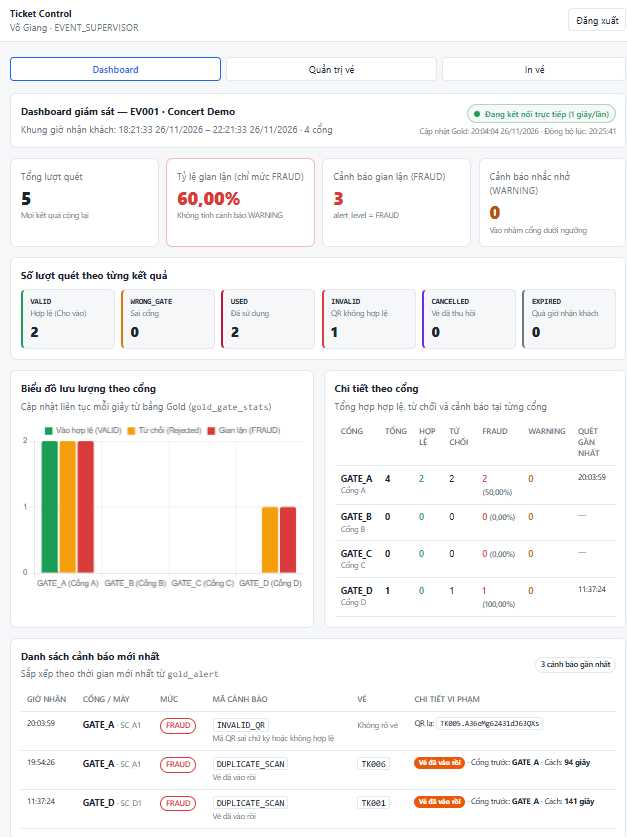 Ticket Control
Võ Giang · EVENT_SUPERVISOR
Đăng xuất
Dashboard
Quản trị vé
In vé
Dashboard giám sát — EV001 · Concert Demo
Khung giờ nhận khách: 18:21:33 26/11/2026 – 22:21:33 26/11/2026 · 4 cổng
Đang kết nối trực tiếp (1 giây/lần)
Cập nhật Gold: 20:04:04 26/11/2026 · Đồng bộ lúc: 20:25:41
Tổng lượt quét
5
Mọi kết quả cộng lại
Tỷ lệ gian lận (chỉ mức FRAUD)
60,00%
Không tính cảnh báo WARNING
Cảnh báo gian lận (FRAUD)
3
alert_level = FRAUD
Cảnh báo nhắc nhở
(WARNING)
0
Vào nhầm cổng dưới ngưỡng
Số lượt quét theo từng kết quả
VALID
Hợp lệ (Cho vào)
2
WRONG_GATE
Sai cổng
0
USED
Đã sử dụng
2
INVALID
QR không hợp lệ
1
CANCELLED
Vé đã thu hồi
0
EXPIRED
Quá giờ nhận khách
0
Biểu đồ lưu lượng theo cổng
Cập nhật liên tục mỗi giây từ bảng Gold (gold_gate_stats)
Vào hợp lệ (VALID) Từ chối (Rejected) Gian lận (FRAUD)
2
1
0
GATE_A (Cổng A) GATE_B (Cổng B) GATE_C (Cổng C) GATE_D (Cổng D)
Chi tiết theo cổng
Tổng hợp hợp lệ, từ chối và cảnh báo tại từng cổng
CỔNG TỔNG HỢP LỆ TỪ CHỐI FRAUD WARNING QUÉT GẦN NHẤT
GATE_A 4 2 2 2 0 20:03:59
Cổng A (50,00%)
GATE_B 0 0 0 0 (0,00%) 0 —
Cổng B
GATE_C 0 0 0 0 (0,00%) 0 —
Cổng C
GATE_D 1 0 1 1 0 11:37:24
Cổng D (100,00%)
Danh sách cảnh báo mới nhất
Sắp xếp theo thời gian mới nhất từ gold_alert
3 cảnh báo gần nhất
GIỜ NHẬN CỔNG / MÁY MỨC MÃ CẢNH BÁO VÉ CHI TIẾT VI PHẠM
20:03:59 GATE_A · SC_A1 FRAUD INVALID_QR Không rõ vé QR lạ: TK005.A36eMg62431dJ63QXs
Mã QR sai chữ ký hoặc không hợp lệ
19:54:26 GATE_A · SC_A1 FRAUD DUPLICATE_SCAN TK006 Vé đã vào rồi · Cổng trước: GATE_A · Cách: 94 giây
Vé đã vào rồi
11:37:24 GATE_D · SC_D1 FRAUD DUPLICATE_SCAN TK001 Vé đã vào rồi · Cổng trước: GATE_A · Cách: 141 giây
Vé đã vào rồi